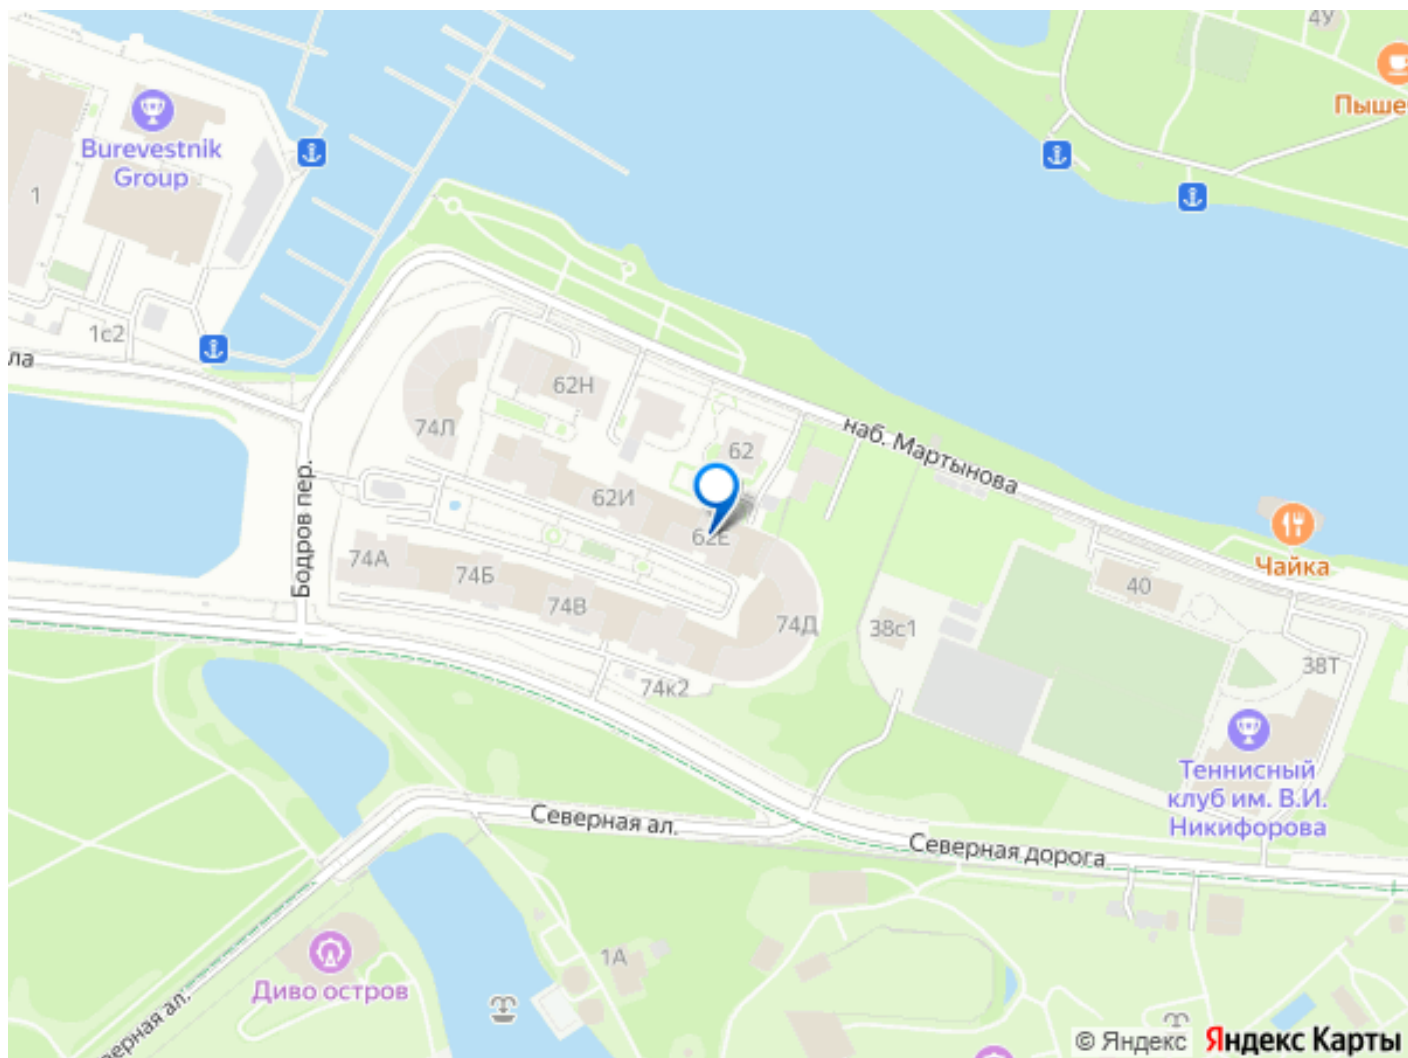 4У
Пыше
Burevestnik
Group
1
1с2
ла
62Н
74Л
62
наб. Мартынова
62И
62Е
Бодров пер.
74А
74Б
74В
74Д
74к2
38с1
40
Чайка
38Т
Теннисный
клуб им. В.И.
Никифорова
Северная ал.
Северная дорога
1А
Диво остров
верная ал.
© Яндекс Яндекс Карты